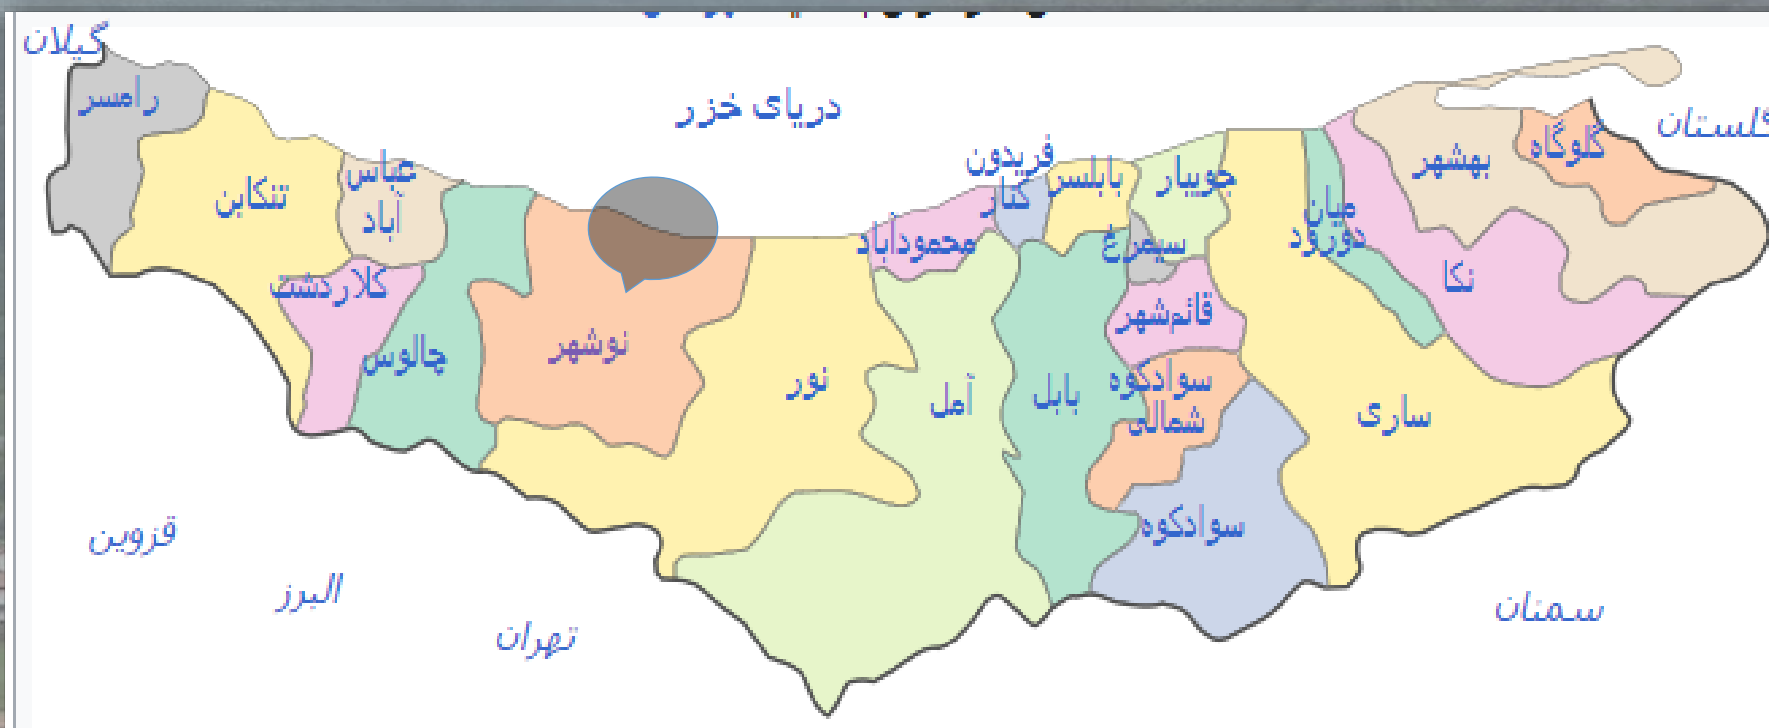 گیلان
رامسر
تنکابن
عباس
آباد
کلاردشت
چالوس
نوشهر
نور
دریای خزر
محمودآباد
آمل
فریدون
کنار
بابلسر
بابل
جویبار
سیمرغ
قائم‌شهر
سوادکوه
شمالی
سوادکوه
ساری
میان
دورود
نکا
بهشهر
گلوگاه
گلستان
قزوین
البرز
تهران
سمنان